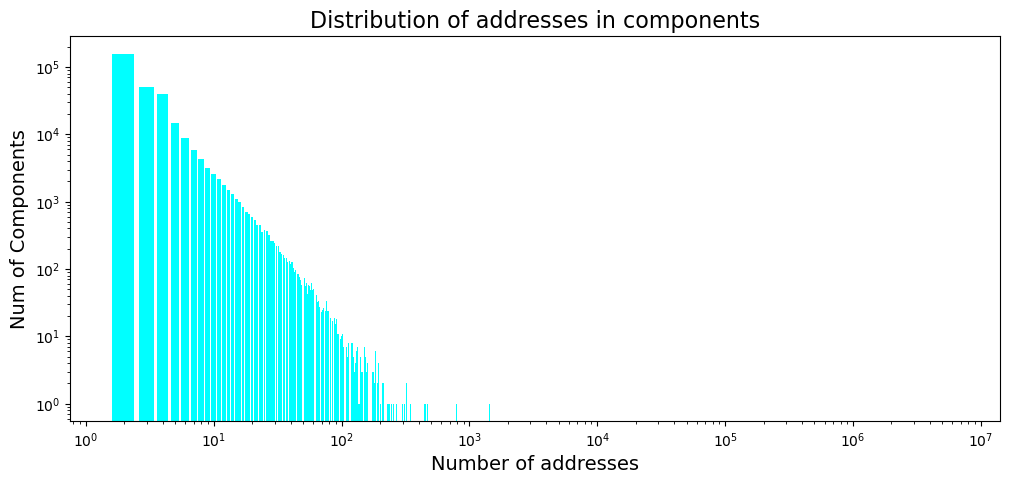 Distribution of addresses in components
10^5
10^4
10^3
10^2
10^1
10^0
Num of Components
10^0 10^1 10^2 10^3 10^4 10^5 10^6 10^7
Number of addresses